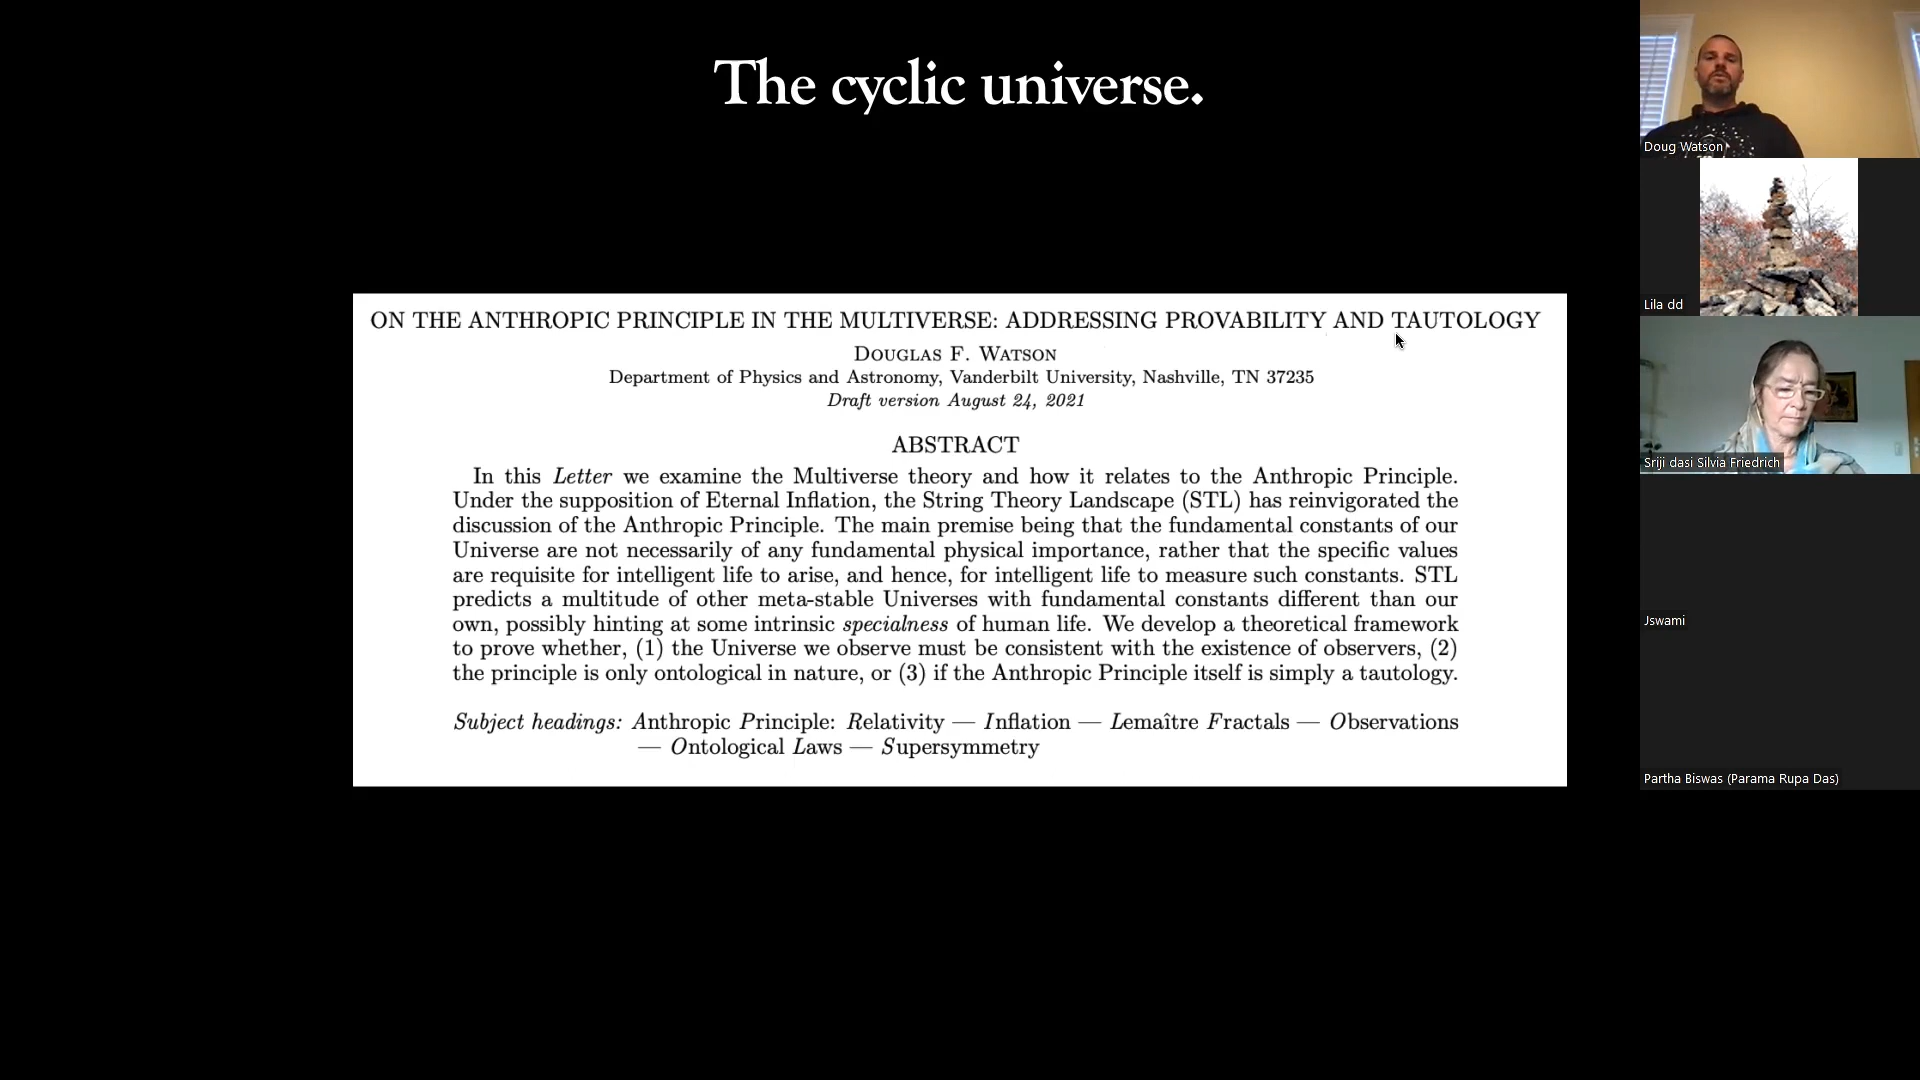 The cyclic universe.
ON THE ANTHROPIC PRINCIPLE IN THE MULTIVERSE: ADDRESSING PROVABILITY AND TAUTOLOGY
DOUGLAS F. WATSON
Department of Physics and Astronomy, Vanderbilt University, Nashville, TN 37235
Draft version August 24, 2021
ABSTRACT
In this Letter we examine the Multiverse theory and how it relates to the Anthropic Principle.
Under the supposition of Eternal Inflation, the String Theory Landscape (STL) has reinvigorated the
discussion of the Anthropic Principle. The main premise being that the fundamental constants of our
Universe are not necessarily of any fundamental physical importance, rather that the specific values
are requisite for intelligent life to arise, and hence, for intelligent life to measure such constants. STL
predicts a multitude of other meta-stable Universes with fundamental constants different than our
own, possibly hinting at some intrinsic specialness of human life. We develop a theoretical framework
to prove whether, (1) the Universe we observe must be consistent with the existence of observers, (2)
the principle is only ontological in nature, or (3) if the Anthropic Principle itself is simply a tautology.
Subject headings: Anthropic Principle: Relativity — Inflation — Lemaître Fractals — Observations
— Ontological Laws — Supersymmetry
Doug Watson
Lila dd
Sriji dasi Silvia Friedrich
Jswami
Partha Biswas (Parama Rupa Das)